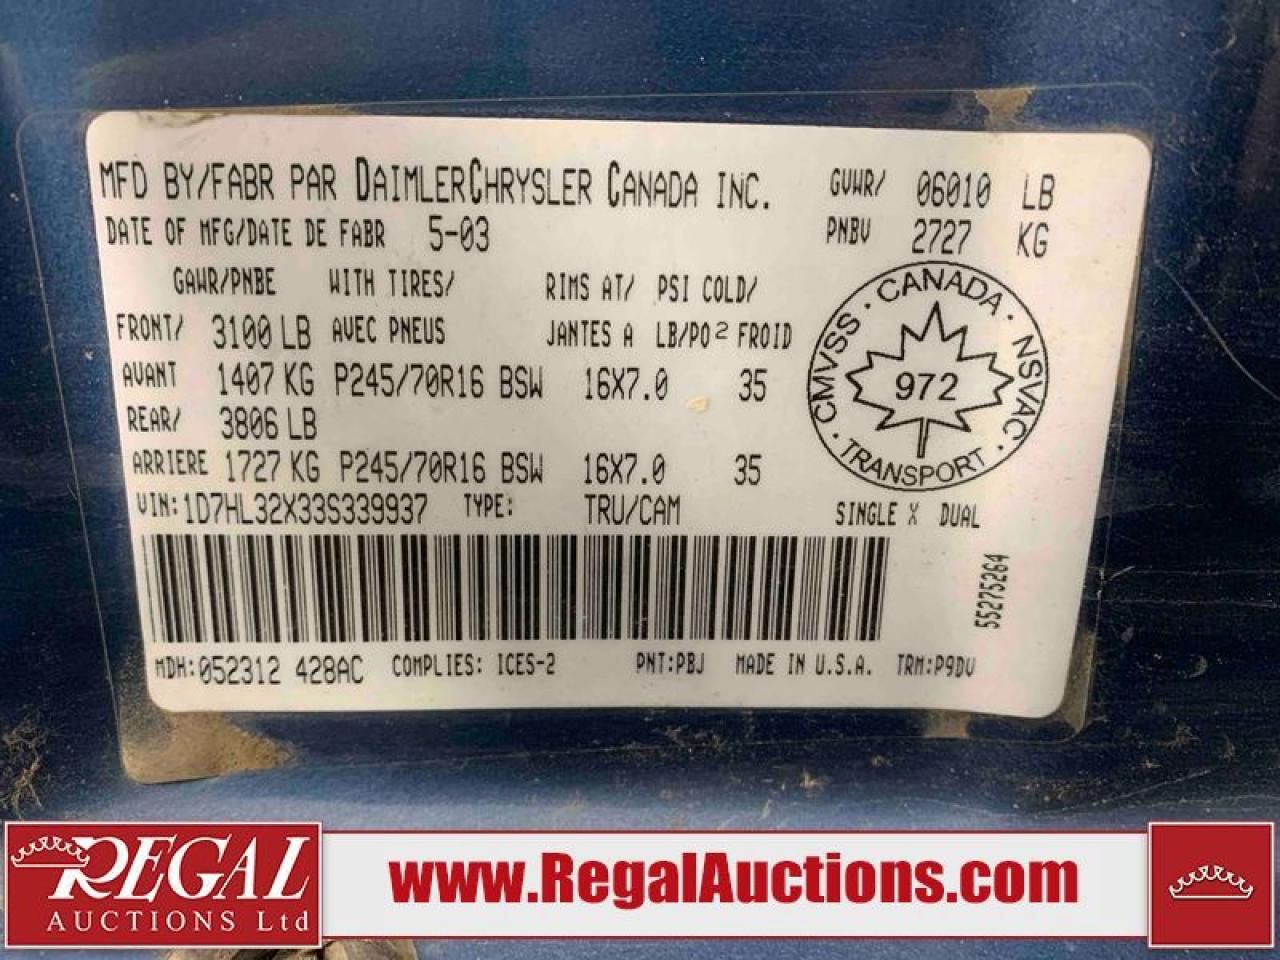 MFD BY/FABR PAR DAIMLERCHRYSLER CANADA INC. GVWR/ 06010 LB
DATE OF MFG/DATE DE FABR 5-03 PNBV 2727 KG
GAWR/PNBE WITH TIRES/ RIMS AT/ PSI COLD/
FRONT/ 3100 LB AVEC PNEUS JANTES A LB/PO2 FROID
AVANT 1407 KG P245/70R16 BSW 16X7.0 35
REAR/ 3806 LB
ARRIERE 1727 KG P245/70R16 BSW 16X7.0 35
CMVSS · CANADA · NSVAC · TRANSPORT ·
972
VIN: 1D7HL32X33S339937 TYPE: TRU/CAM SINGLE X DUAL
55275264
MDH: 052312 428AC COMPLIES: ICES-2 PNT:PBJ MADE IN U.S.A. TRM:P9DV
REGAL
AUCTIONS Ltd
www.RegalAuctions.com